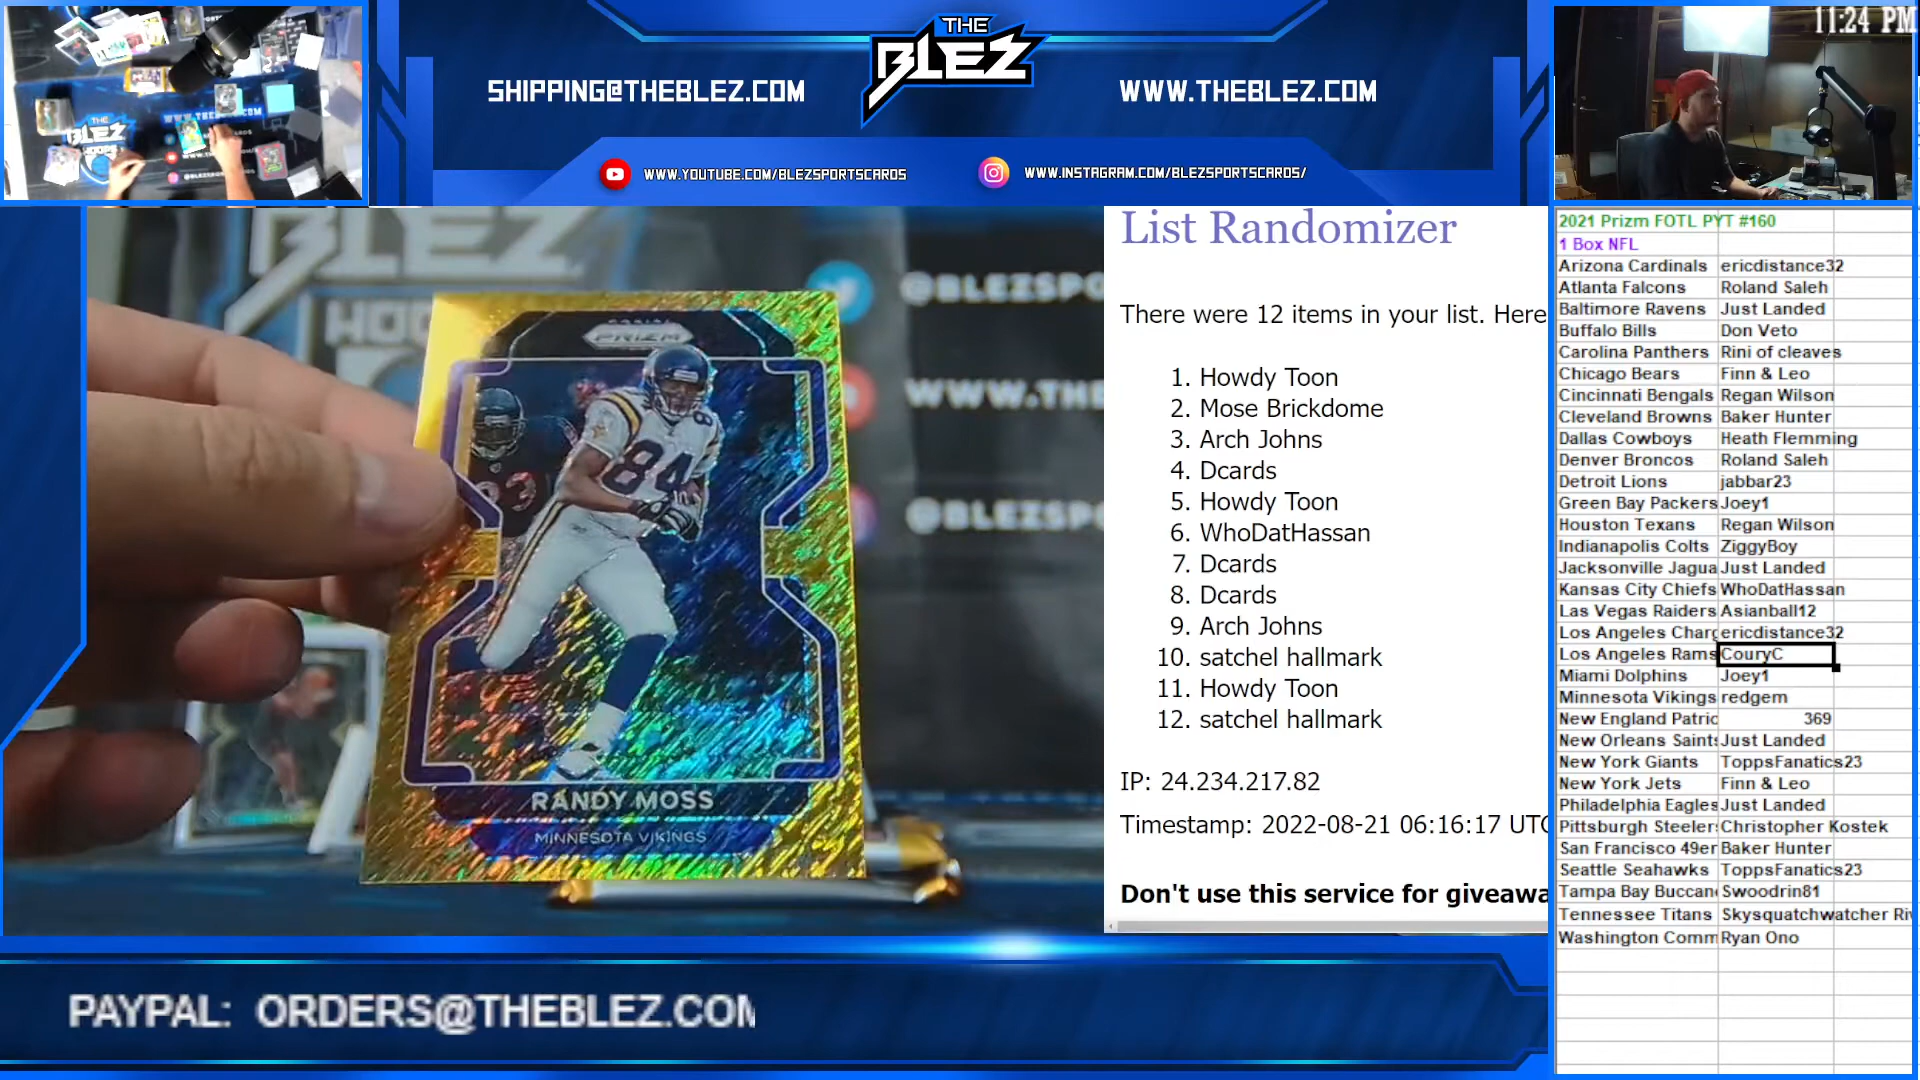 THE
BLEZ
SHIPPING@THEBLEZ.COM
WWW.THEBLEZ.COM
WWW.YOUTUBE.COM/BLEZSPORTSCARDS
WWW.INSTAGRAM.COM/BLEZSPORTSCARDS/
11:24 PM
BLEZ
@BLEZSPO
WWW.THE
@BLEZSPO
PRIZM
84
RANDY MOSS
MINNESOTA VIKINGS
List Randomizer
There were 12 items in your list. Here
1. Howdy Toon
2. Mose Brickdome
3. Arch Johns
4. Dcards
5. Howdy Toon
6. WhoDatHassan
7. Dcards
8. Dcards
9. Arch Johns
10. satchel hallmark
11. Howdy Toon
12. satchel hallmark
IP: 24.234.217.82
Timestamp: 2022-08-21 06:16:17 UTC
Don't use this service for giveawa
2021 Prizm FOTL PYT #160
1 Box NFL
Arizona Cardinals ericdistance32
Atlanta Falcons Roland Saleh
Baltimore Ravens Just Landed
Buffalo Bills Don Veto
Carolina Panthers Rini of cleaves
Chicago Bears Finn & Leo
Cincinnati Bengals Regan Wilson
Cleveland Browns Baker Hunter
Dallas Cowboys Heath Flemming
Denver Broncos Roland Saleh
Detroit Lions jabbar23
Green Bay Packers Joey1
Houston Texans Regan Wilson
Indianapolis Colts ZiggyBoy
Jacksonville Jagua Just Landed
Kansas City Chiefs WhoDatHassan
Las Vegas Raiders Asianball12
Los Angeles Charg ericdistance32
Los Angeles Rams CouryC
Miami Dolphins Joey1
Minnesota Vikings redgem
New England Patric 369
New Orleans Saints Just Landed
New York Giants ToppsFanatics23
New York Jets Finn & Leo
Philadelphia Eagles Just Landed
Pittsburgh Steelers Christopher Kostek
San Francisco 49er Baker Hunter
Seattle Seahawks ToppsFanatics23
Tampa Bay Buccan Swoodrin81
Tennessee Titans Skysquatchwatcher Riv
Washington Comm Ryan Ono
PAYPAL: ORDERS@THEBLEZ.COM